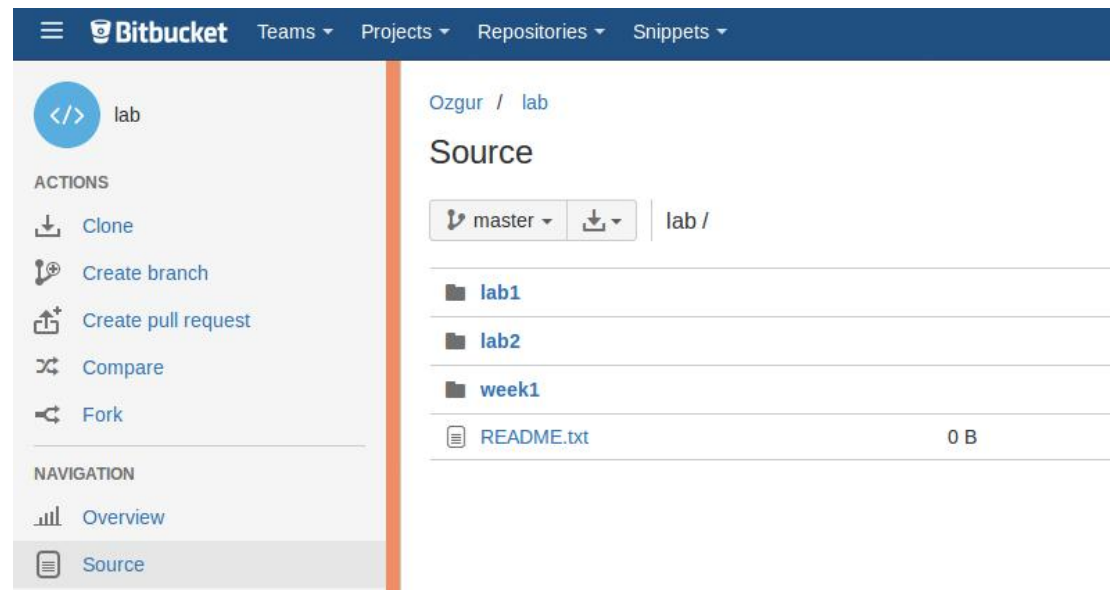 Bitbucket Teams Projects Repositories Snippets
</> lab
ACTIONS
Clone
Create branch
Create pull request
Compare
Fork
NAVIGATION
Overview
Source
Ozgur / lab
Source
master lab /
lab1
lab2
week1
README.txt 0 B